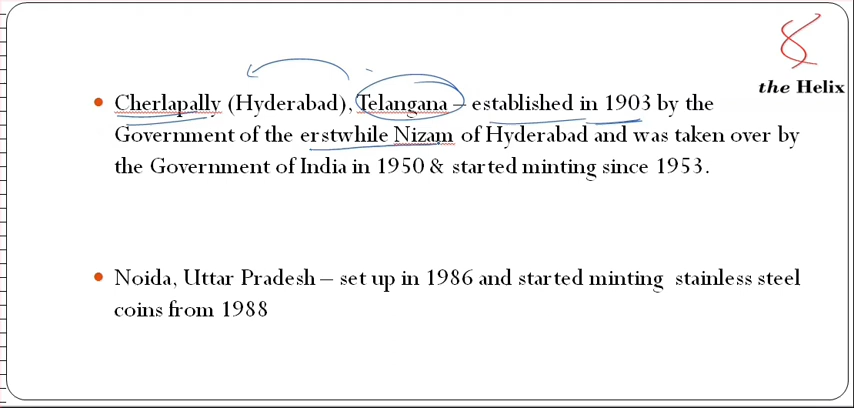 the Helix
Cherlapally (Hyderabad), Telangana – established in 1903 by the
Government of the erstwhile Nizam of Hyderabad and was taken over by
the Government of India in 1950 & started minting since 1953.
Noida, Uttar Pradesh – set up in 1986 and started minting stainless steel
coins from 1988